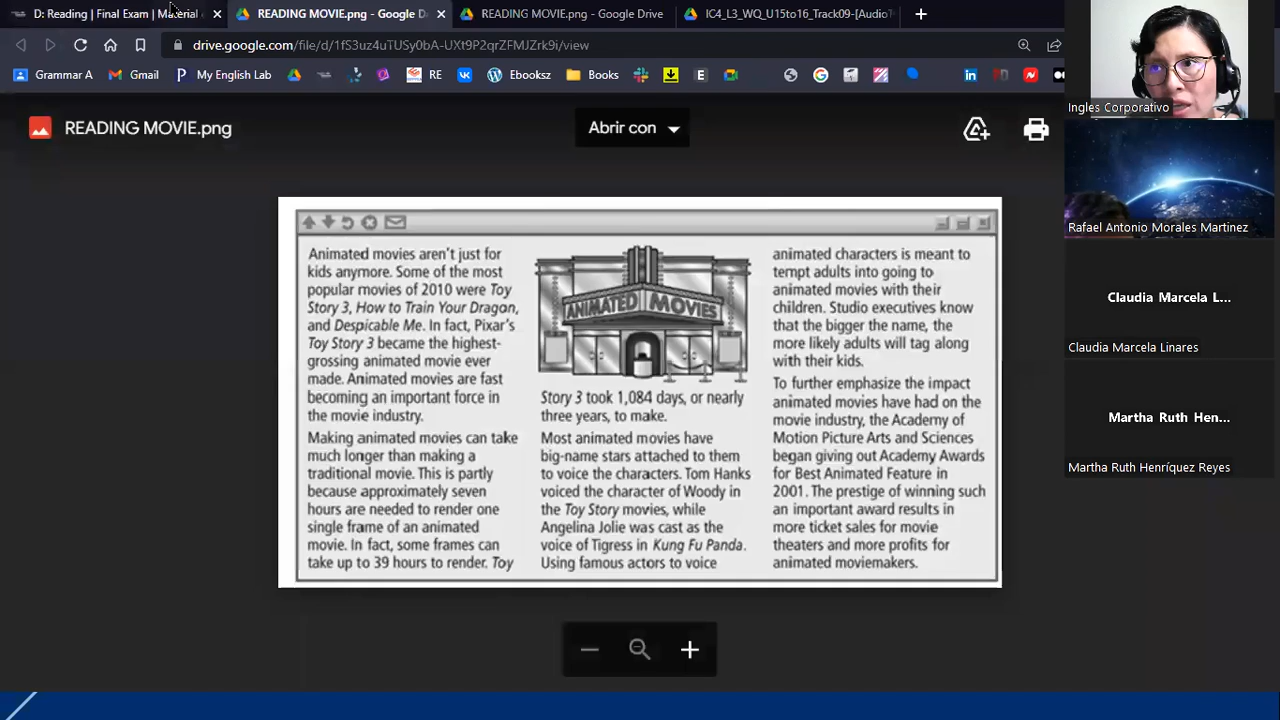 D: Reading | Final Exam | Material
READING MOVIE.png - Google D
READING MOVIE.png - Google Drive
IC4_L3_WQ_U15to16_Track09-[AudioT
drive.google.com/file/d/1fS3uz4uTUSy0bA-UXt9P2qrZFMJZrk9i/view
Grammar A
Gmail
My English Lab
RE
Ebooksz
Books
READING MOVIE.png
Abrir con
Ingles Corporativo
Rafael Antonio Morales Martinez
Claudia Marcela L...
Claudia Marcela Linares
Martha Ruth Hen...
Martha Ruth Henríquez Reyes
Animated movies aren't just for
kids anymore. Some of the most
popular movies of 2010 were Toy
Story 3, How to Train Your Dragon,
and Despicable Me. In fact, Pixar's
Toy Story 3 became the highest-
grossing animated movie ever
made. Animated movies are fast
becoming an important force in
the movie industry.
Making animated movies can take
much longer than making a
traditional movie. This is partly
because approximately seven
hours are needed to render one
single frame of an animated
movie. In fact, some frames can
take up to 39 hours to render. Toy
ANIMATED MOVIES
Story 3 took 1,084 days, or nearly
three years, to make.
Most animated movies have
big-name stars attached to them
to voice the characters. Tom Hanks
voiced the character of Woody in
the Toy Story movies, while
Angelina Jolie was cast as the
voice of Tigress in Kung Fu Panda.
Using famous actors to voice
animated characters is meant to
tempt adults into going to
animated movies with their
children. Studio executives know
that the bigger the name, the
more likely adults will tag along
with their kids.
To further emphasize the impact
animated movies have had on the
movie industry, the Academy of
Motion Picture Arts and Sciences
began giving out Academy Awards
for Best Animated Feature in
2001. The prestige of winning such
an important award results in
more ticket sales for movie
theaters and more profits for
animated moviemakers.